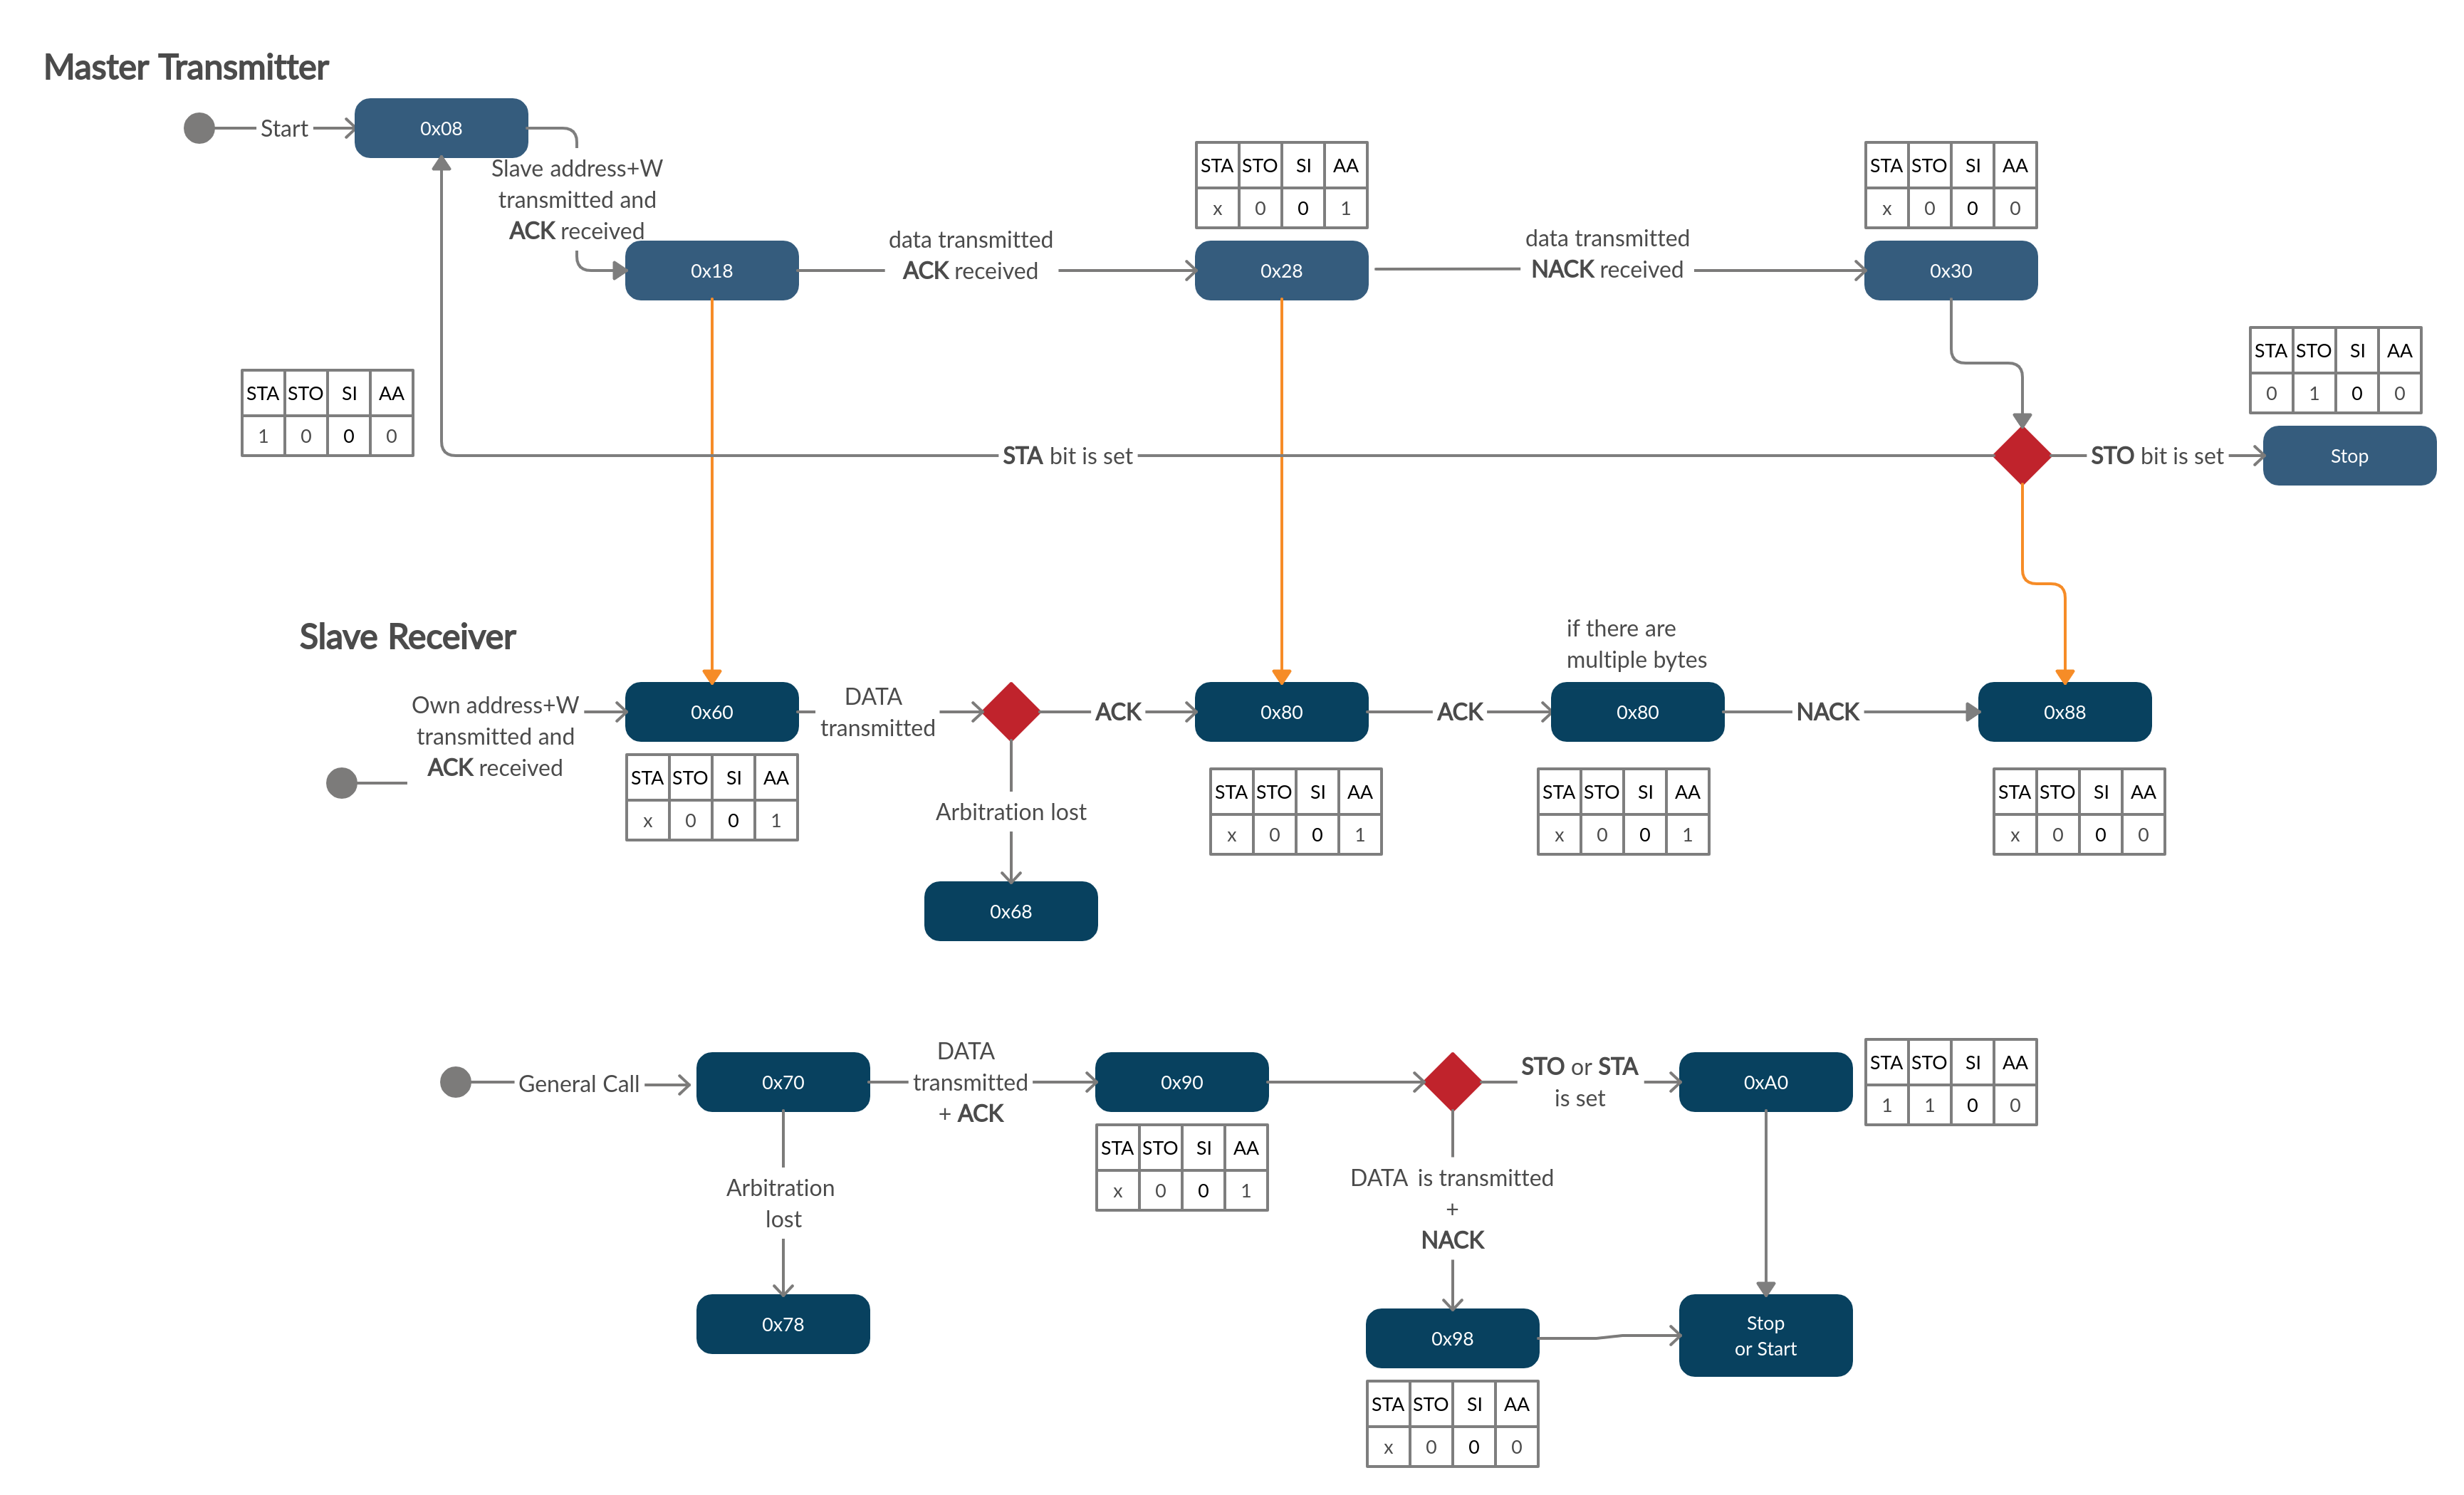 Master Transmitter
Start
0x08
Slave address+W
transmitted and
ACK received
0x18
data transmitted
ACK received
STA STO SI AA
x 0 0 1
0x28
data transmitted
NACK received
STA STO SI AA
x 0 0 0
0x30
STA STO SI AA
1 0 0 0
STA bit is set
STO bit is set
STA STO SI AA
0 1 0 0
Stop
Slave Receiver
Own address+W
transmitted and
ACK received
0x60
STA STO SI AA
x 0 0 1
DATA
transmitted
Arbitration lost
0x68
ACK
0x80
STA STO SI AA
x 0 0 1
ACK
if there are
multiple bytes
0x80
STA STO SI AA
x 0 0 1
NACK
0x88
STA STO SI AA
x 0 0 0
General Call
0x70
Arbitration
lost
0x78
DATA
transmitted
+ ACK
0x90
STA STO SI AA
x 0 0 1
STO or STA
is set
0xA0
STA STO SI AA
1 1 0 0
DATA is transmitted
+
NACK
0x98
STA STO SI AA
x 0 0 0
Stop
or Start